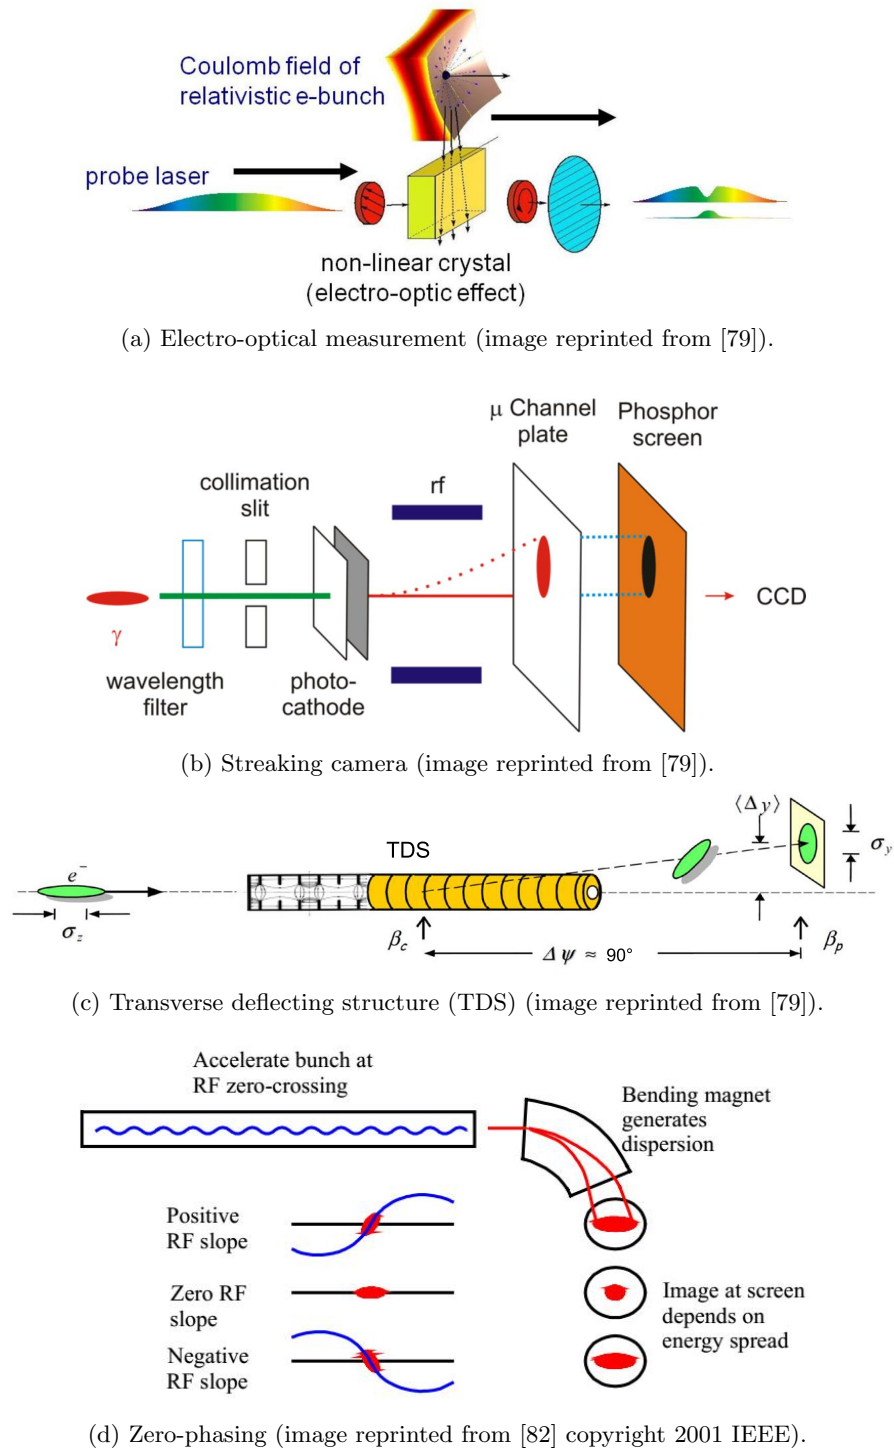 Coulomb field of
relativistic e-bunch
probe laser
non-linear crystal
(electro-optic effect)
(a) Electro-optical measurement (image reprinted from [79]).
μ Channel
plate
Phosphor
screen
collimation
slit
rf
γ
CCD
wavelength
filter
photo-
cathode
(b) Streaking camera (image reprinted from [79]).
⟨Δy⟩
TDS
e⁻
σ_y
σ_z
β_c
Δψ ≈ 90°
β_p
(c) Transverse deflecting structure (TDS) (image reprinted from [79]).
Accelerate bunch at
RF zero-crossing
Bending magnet
generates
dispersion
Positive
RF slope
Zero RF
slope
Image at screen
depends on
energy spread
Negative
RF slope
(d) Zero-phasing (image reprinted from [82] copyright 2001 IEEE).